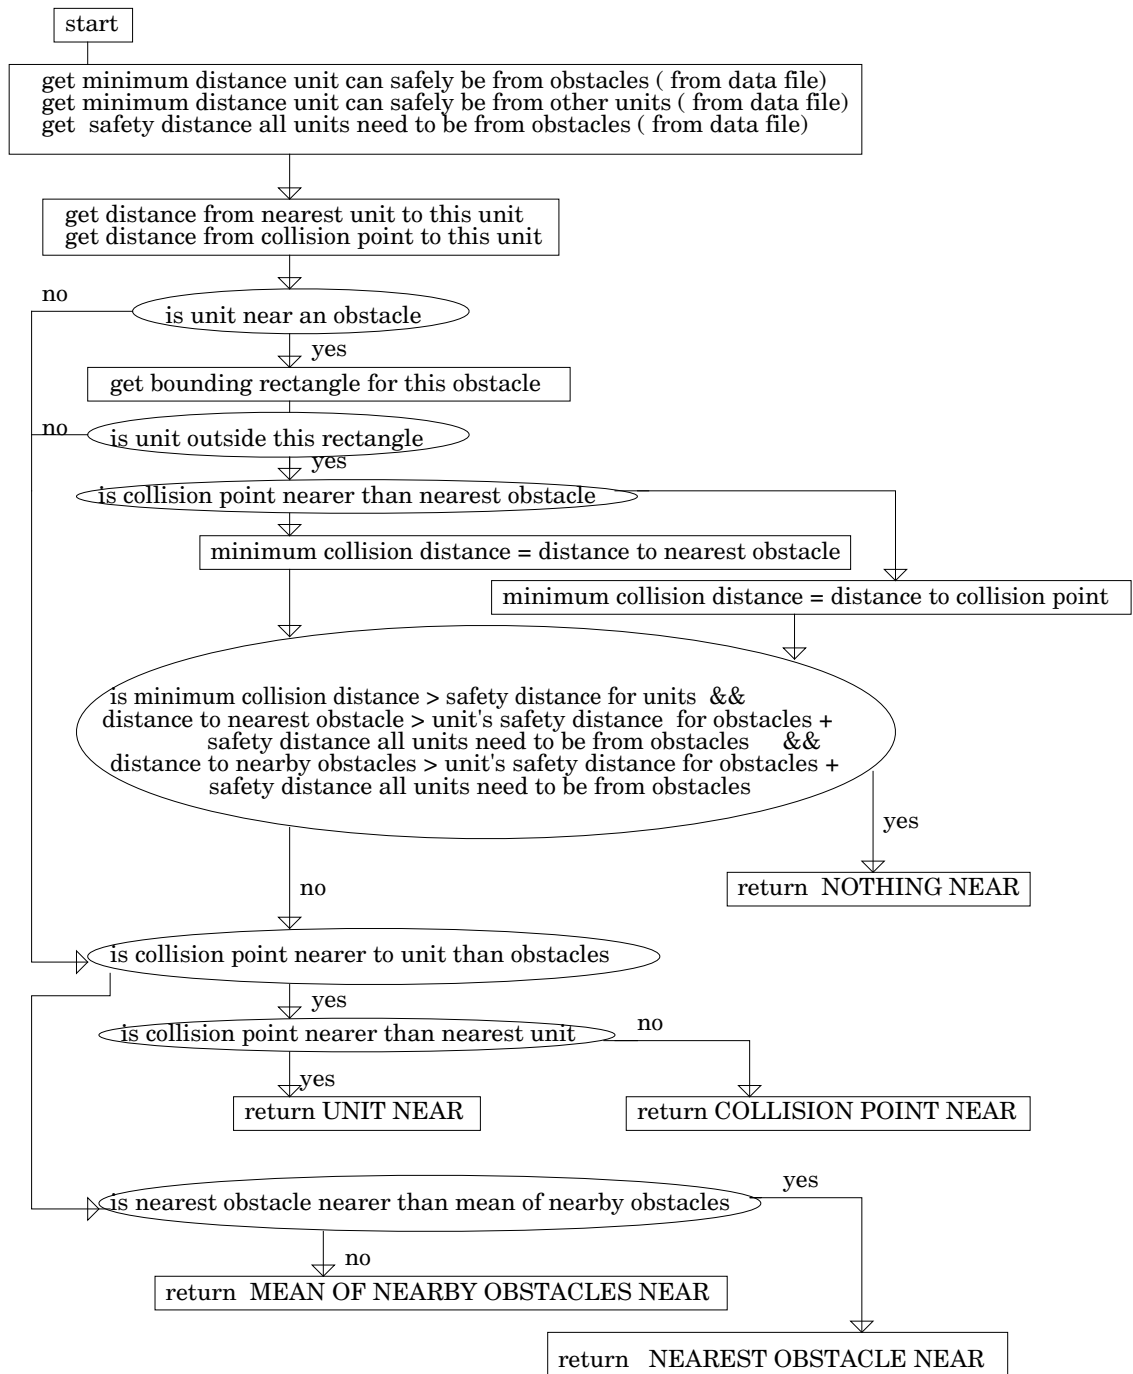 start
get minimum distance unit can safely be from obstacles ( from data file)
get minimum distance unit can safely be from other units ( from data file)
get safety distance all units need to be from obstacles ( from data file)
get distance from nearest unit to this unit
get distance from collision point to this unit
no
is unit near an obstacle
yes
get bounding rectangle for this obstacle
no
is unit outside this rectangle
yes
is collision point nearer than nearest obstacle
minimum collision distance = distance to nearest obstacle
minimum collision distance = distance to collision point
is minimum collision distance > safety distance for units &&
distance to nearest obstacle > unit's safety distance for obstacles +
safety distance all units need to be from obstacles &&
distance to nearby obstacles > unit's safety distance for obstacles +
safety distance all units need to be from obstacles
yes
return NOTHING NEAR
no
is collision point nearer to unit than obstacles
yes
is collision point nearer than nearest unit
no
yes
return UNIT NEAR
return COLLISION POINT NEAR
is nearest obstacle nearer than mean of nearby obstacles
yes
no
return MEAN OF NEARBY OBSTACLES NEAR
return NEAREST OBSTACLE NEAR